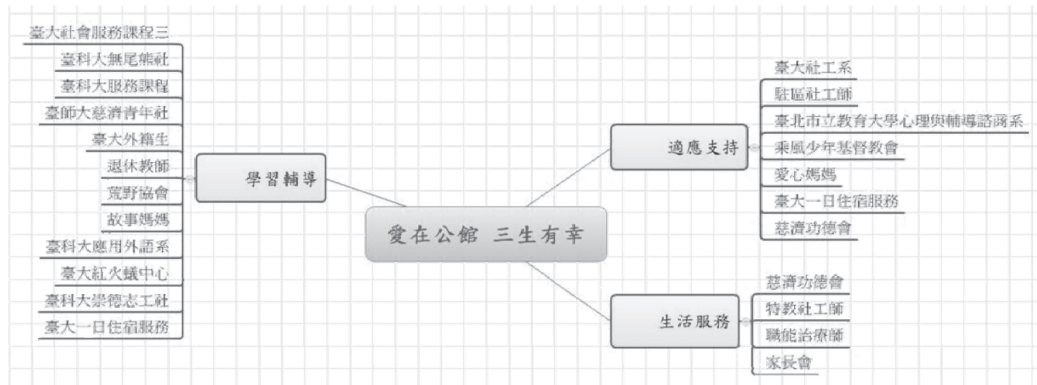 愛在公館 三生有幸
學習輔導
臺大社會服務課程三
臺科大無尾熊社
臺科大服務課程
臺師大慈濟青年社
臺大外籍生
退休教師
荒野協會
故事媽媽
臺科大應用外語系
臺大紅火蟻中心
臺科大崇德志工社
臺大一日住宿服務
適應支持
臺大社工系
駐區社工師
臺北市立教育大學心理與輔導諮商系
乘風少年基督教會
愛心媽媽
臺大一日住宿服務
慈濟功德會
生活服務
慈濟功德會
特教社工師
職能治療師
家長會